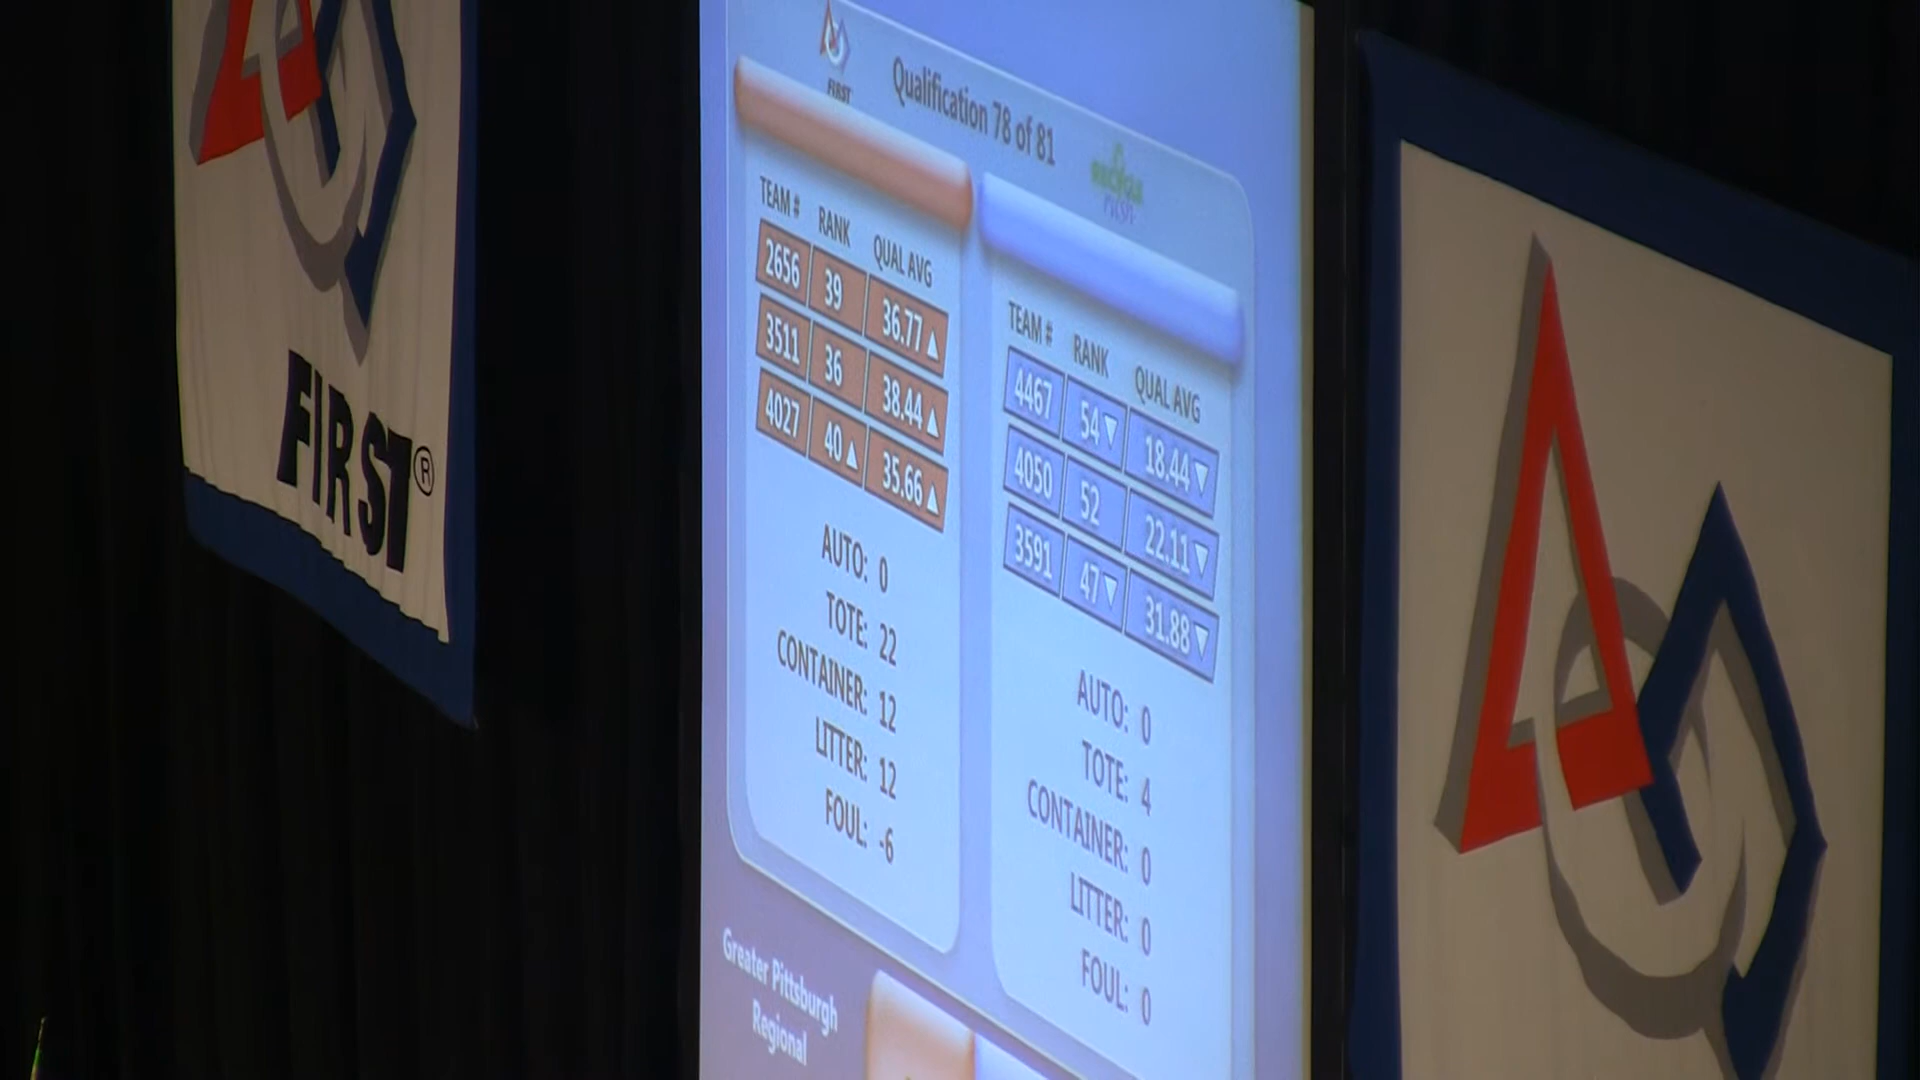 FIRST®
FIRST
Qualification 78 of 81
RECYCLE
RUSH
TEAM # RANK QUAL AVG
2656 39 36.77▲
3511 36 38.44▲
4027 40▲ 35.66▲
AUTO: 0
TOTE: 22
CONTAINER: 12
LITTER: 12
FOUL: -6
TEAM # RANK QUAL AVG
4467 54▼ 18.44▼
4050 52 22.11▼
3591 47▼ 31.88▼
AUTO: 0
TOTE: 4
CONTAINER: 0
LITTER: 0
FOUL: 0
Greater Pittsburgh
Regional